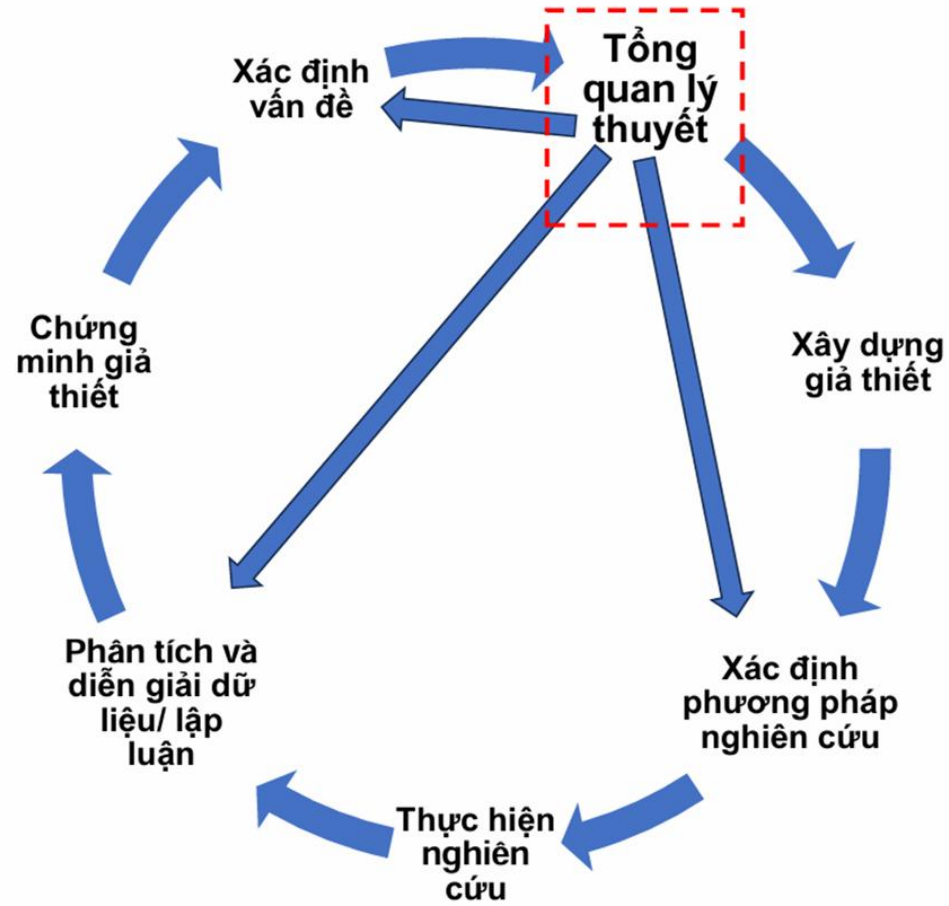 Tổng
quan lý
thuyết
Xác định
vấn đề
Xây dựng
giả thiết
Xác định
phương pháp
nghiên cứu
Thực hiện
nghiên
cứu
Phân tích và
diễn giải dữ
liệu/ lập
luận
Chứng
minh giả
thiết